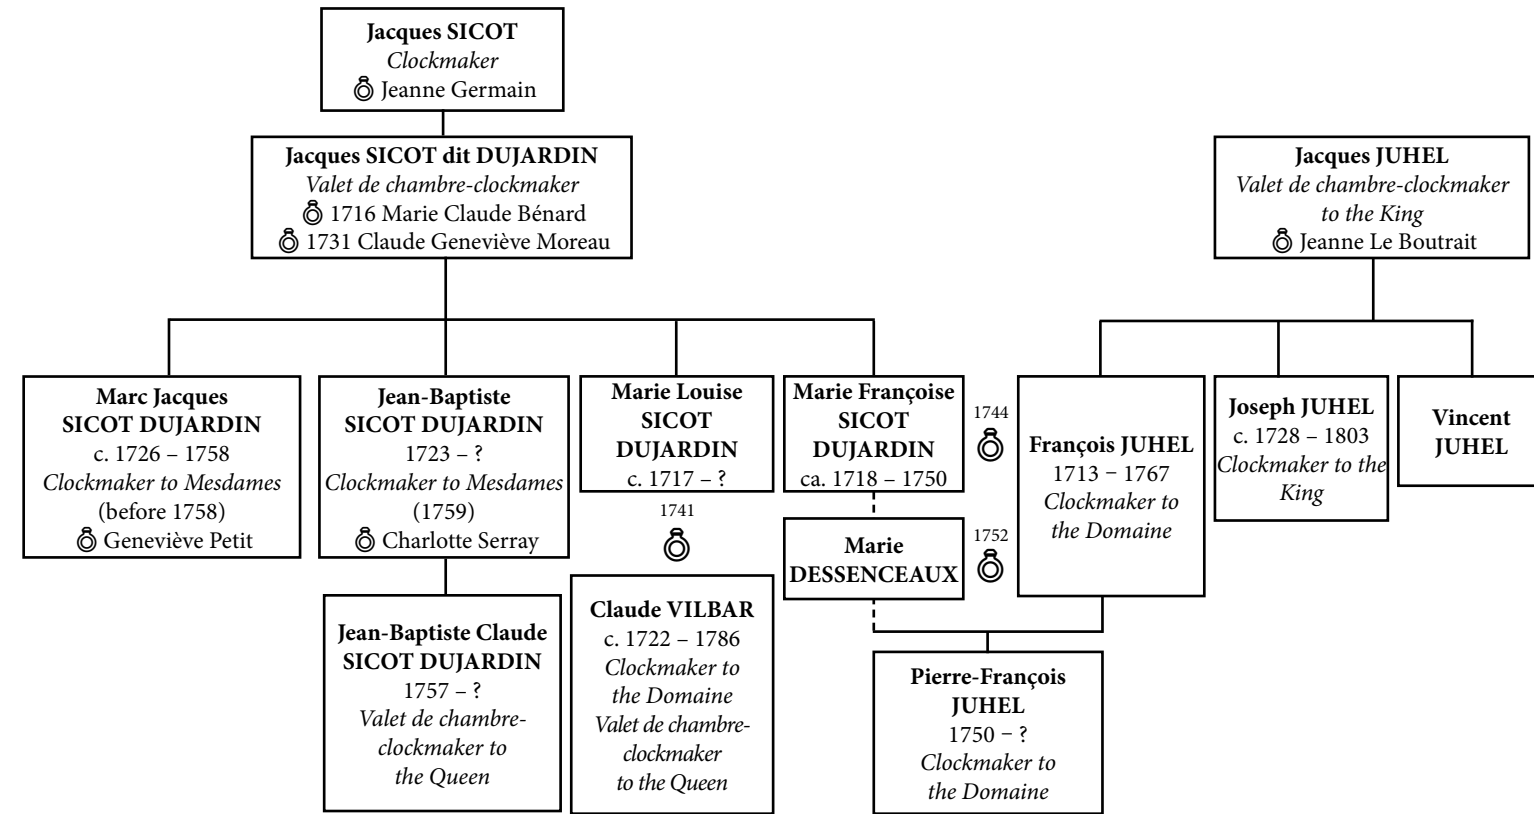 Jacques SICOT
Clockmaker
Jeanne Germain
Jacques SICOT dit DUJARDIN
Valet de chambre-clockmaker
1716 Marie Claude Bénard
1731 Claude Geneviève Moreau
Jacques JUHEL
Valet de chambre-clockmaker
to the King
Jeanne Le Boutrait
Marc Jacques
SICOT DUJARDIN
c. 1726 – 1758
Clockmaker to Mesdames
(before 1758)
Geneviève Petit
Jean-Baptiste
SICOT DUJARDIN
1723 – ?
Clockmaker to Mesdames
(1759)
Charlotte Serray
Marie Louise
SICOT
DUJARDIN
c. 1717 – ?
Marie Françoise
SICOT
DUJARDIN
ca. 1718 – 1750
1744
François JUHEL
1713 – 1767
Clockmaker to
the Domaine
Joseph JUHEL
c. 1728 – 1803
Clockmaker to the
King
Vincent
JUHEL
1741
Marie
DESSENCEAUX
1752
Jean-Baptiste Claude
SICOT DUJARDIN
1757 – ?
Valet de chambre-
clockmaker to
the Queen
Claude VILBAR
c. 1722 – 1786
Clockmaker to
the Domaine
Valet de chambre-
clockmaker
to the Queen
Pierre-François
JUHEL
1750 – ?
Clockmaker to
the Domaine